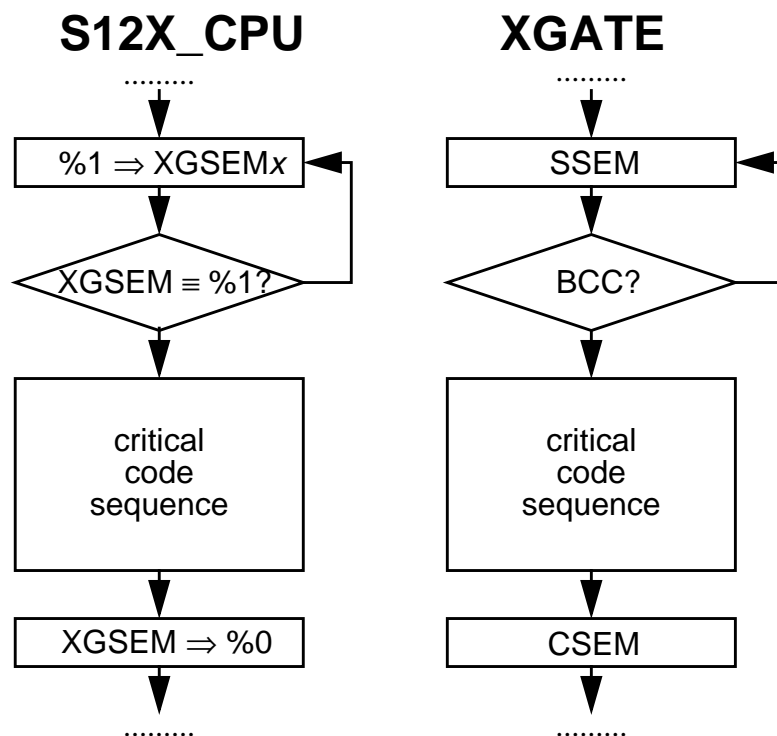 S12X_CPU
.........
%1 ⇒ XGSEMx
XGSEM ≡ %1?
critical
code
sequence
XGSEM ⇒ %0
.........
XGATE
.........
SSEM
BCC?
critical
code
sequence
CSEM
.........